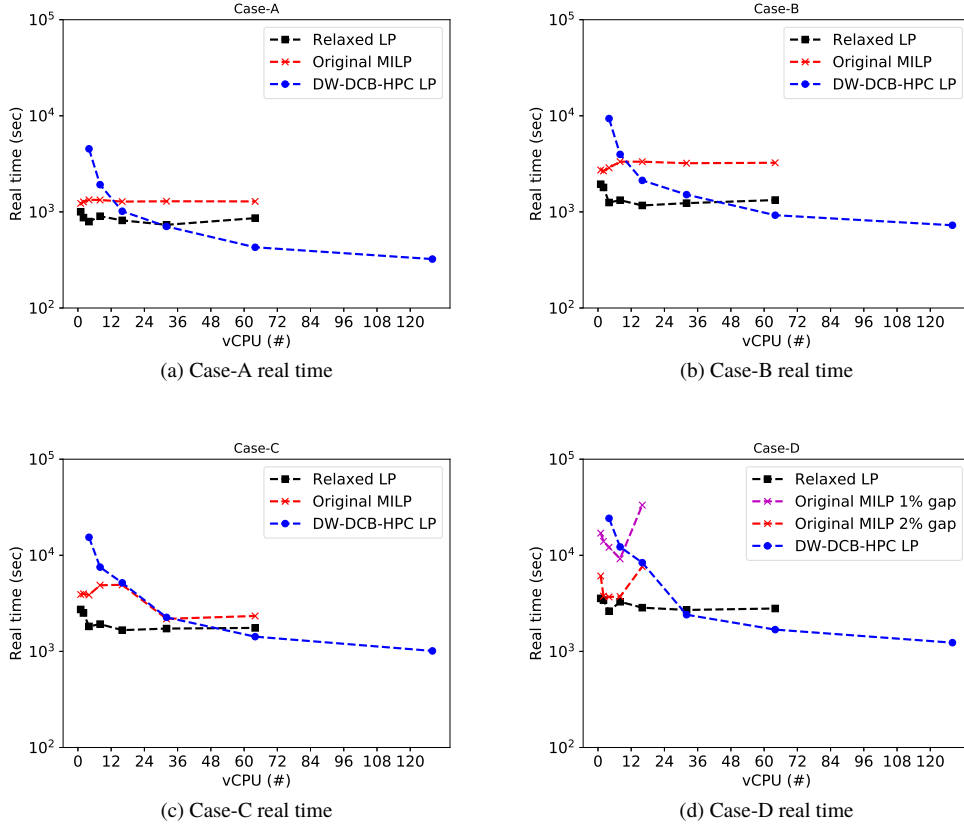 Case-A
10^5
10^4
10^3
10^2
Real time (sec)
Relaxed LP
Original MILP
DW-DCB-HPC LP
0 12 24 36 48 60 72 84 96 108 120
vCPU (#)
(a) Case-A real time
Case-B
10^5
10^4
10^3
10^2
Real time (sec)
Relaxed LP
Original MILP
DW-DCB-HPC LP
0 12 24 36 48 60 72 84 96 108 120
vCPU (#)
(b) Case-B real time
Case-C
10^5
10^4
10^3
10^2
Real time (sec)
Relaxed LP
Original MILP
DW-DCB-HPC LP
0 12 24 36 48 60 72 84 96 108 120
vCPU (#)
(c) Case-C real time
Case-D
10^5
10^4
10^3
10^2
Real time (sec)
Relaxed LP
Original MILP 1% gap
Original MILP 2% gap
DW-DCB-HPC LP
0 12 24 36 48 60 72 84 96 108 120
vCPU (#)
(d) Case-D real time